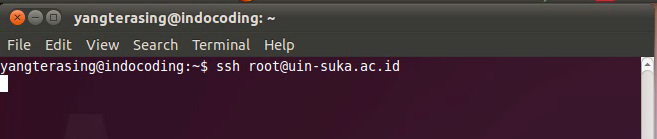 yangterasing@indocoding: ~
File Edit View Search Terminal Help
yangterasing@indocoding:~$ ssh root@uin-suka.ac.id